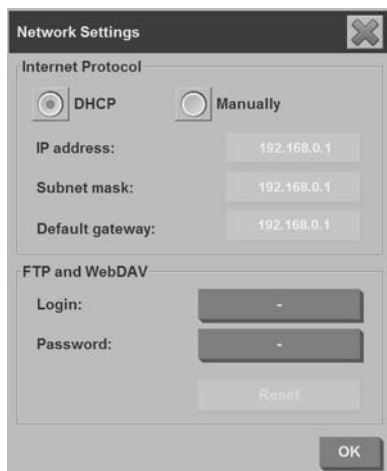 Network Settings
Internet Protocol
DHCP Manually
IP address: 192.168.0.1
Subnet mask: 192.168.0.1
Default gateway: 192.168.0.1
FTP and WebDAV
Login: -
Password: -
Reset
OK